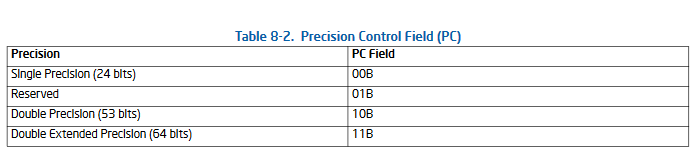 Table 8-2. Precision Control Field (PC)
Precision PC Field
Single Precision (24 bits) 00B
Reserved 01B
Double Precision (53 bits) 10B
Double Extended Precision (64 bits) 11B